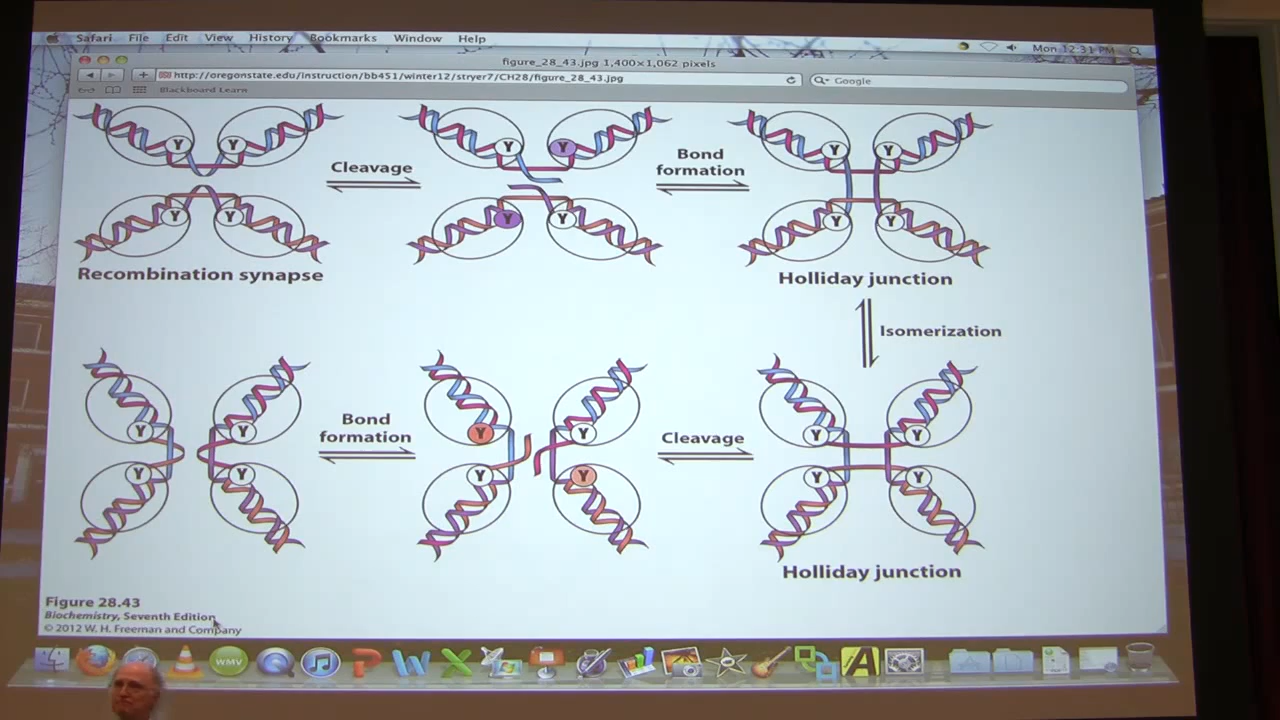 Safari File Edit View History Bookmarks Window Help Mon 12:31 PM
figure_28_43.jpg 1,400×1,062 pixels
http://oregonstate.edu/instruction/bb451/winter12/stryer7/CH28/figure_28_43.jpg Google
Blackboard Learn
Y Y Y Y Y Y
Cleavage
Bond
formation
Y Y Y Y Y Y
Recombination synapse
Holliday junction
Isomerization
Y Y Y Y Y Y
Bond
formation
Cleavage
Y Y Y Y Y Y
Holliday junction
Figure 28.43
Biochemistry, Seventh Edition
© 2012 W. H. Freeman and Company
WMV P W X A